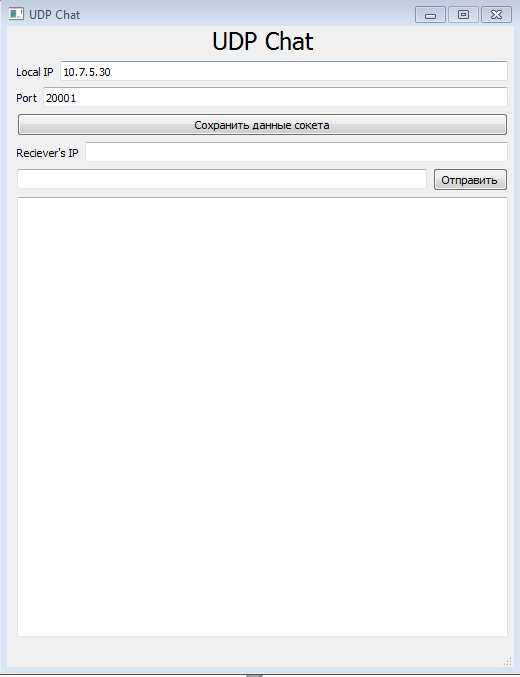 UDP Chat
UDP Chat
Local IP 10.7.5.30
Port 20001
Сохранить данные сокета
Reciever's IP
Отправить